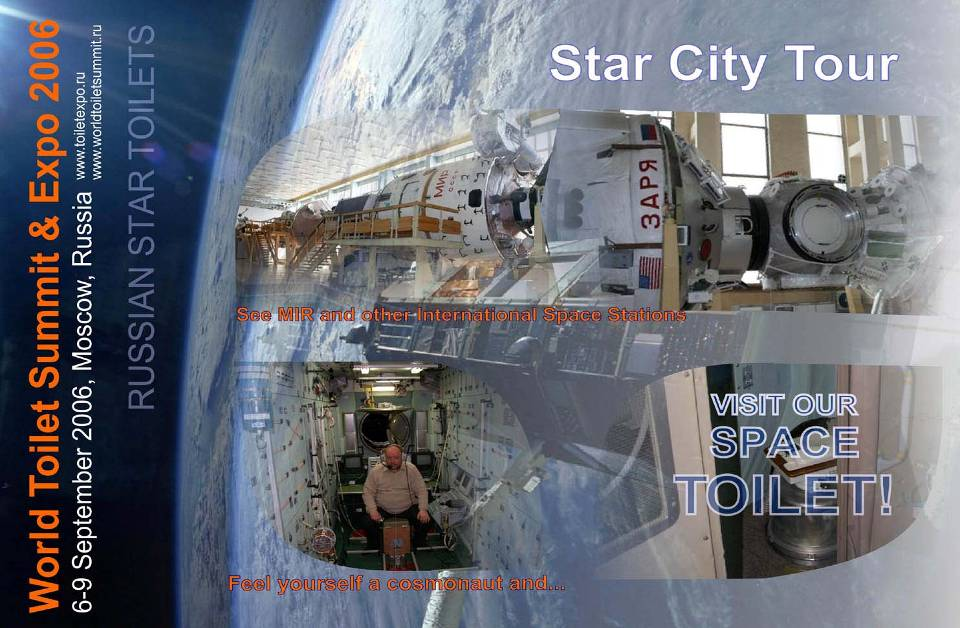 World Toilet Summit & Expo 2006
6-9 September 2006, Moscow, Russia
www.toiletexpo.ru
www.worldtoiletsummit.ru
RUSSIAN STAR TOILETS
Star City Tour
МИР
ЗАРЯ
See MIR and other International Space Stations
Feel yourself a cosmonaut and...
VISIT OUR
SPACE
TOILET!